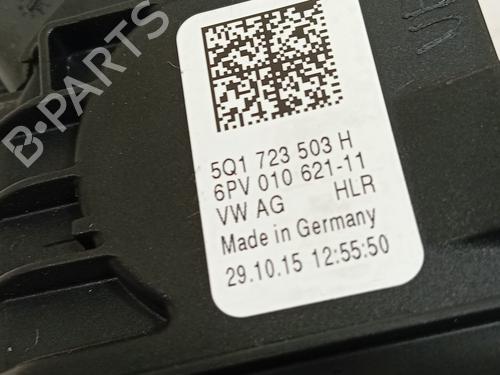 B-PARTS
5Q1 723 503 H
6PV 010 621-11
VW AG HLR
Made in Germany
29.10.15 12:55:50